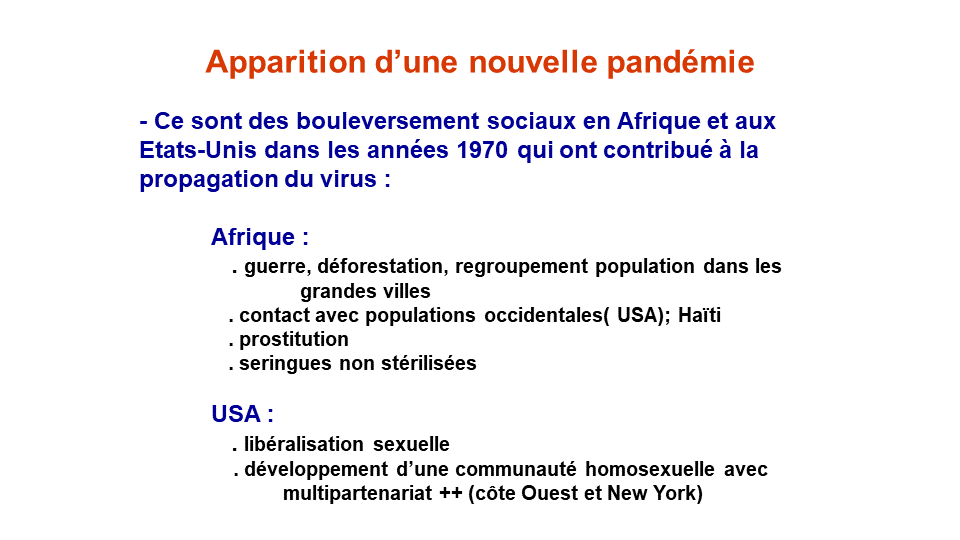 Apparition d’une nouvelle pandémie
- Ce sont des bouleversement sociaux en Afrique et aux
Etats-Unis dans les années 1970 qui ont contribué à la
propagation du virus :
Afrique :
. guerre, déforestation, regroupement population dans les
grandes villes
. contact avec populations occidentales( USA); Haïti
. prostitution
. seringues non stérilisées
USA :
. libéralisation sexuelle
. développement d’une communauté homosexuelle avec
multipartenariat ++ (côte Ouest et New York)